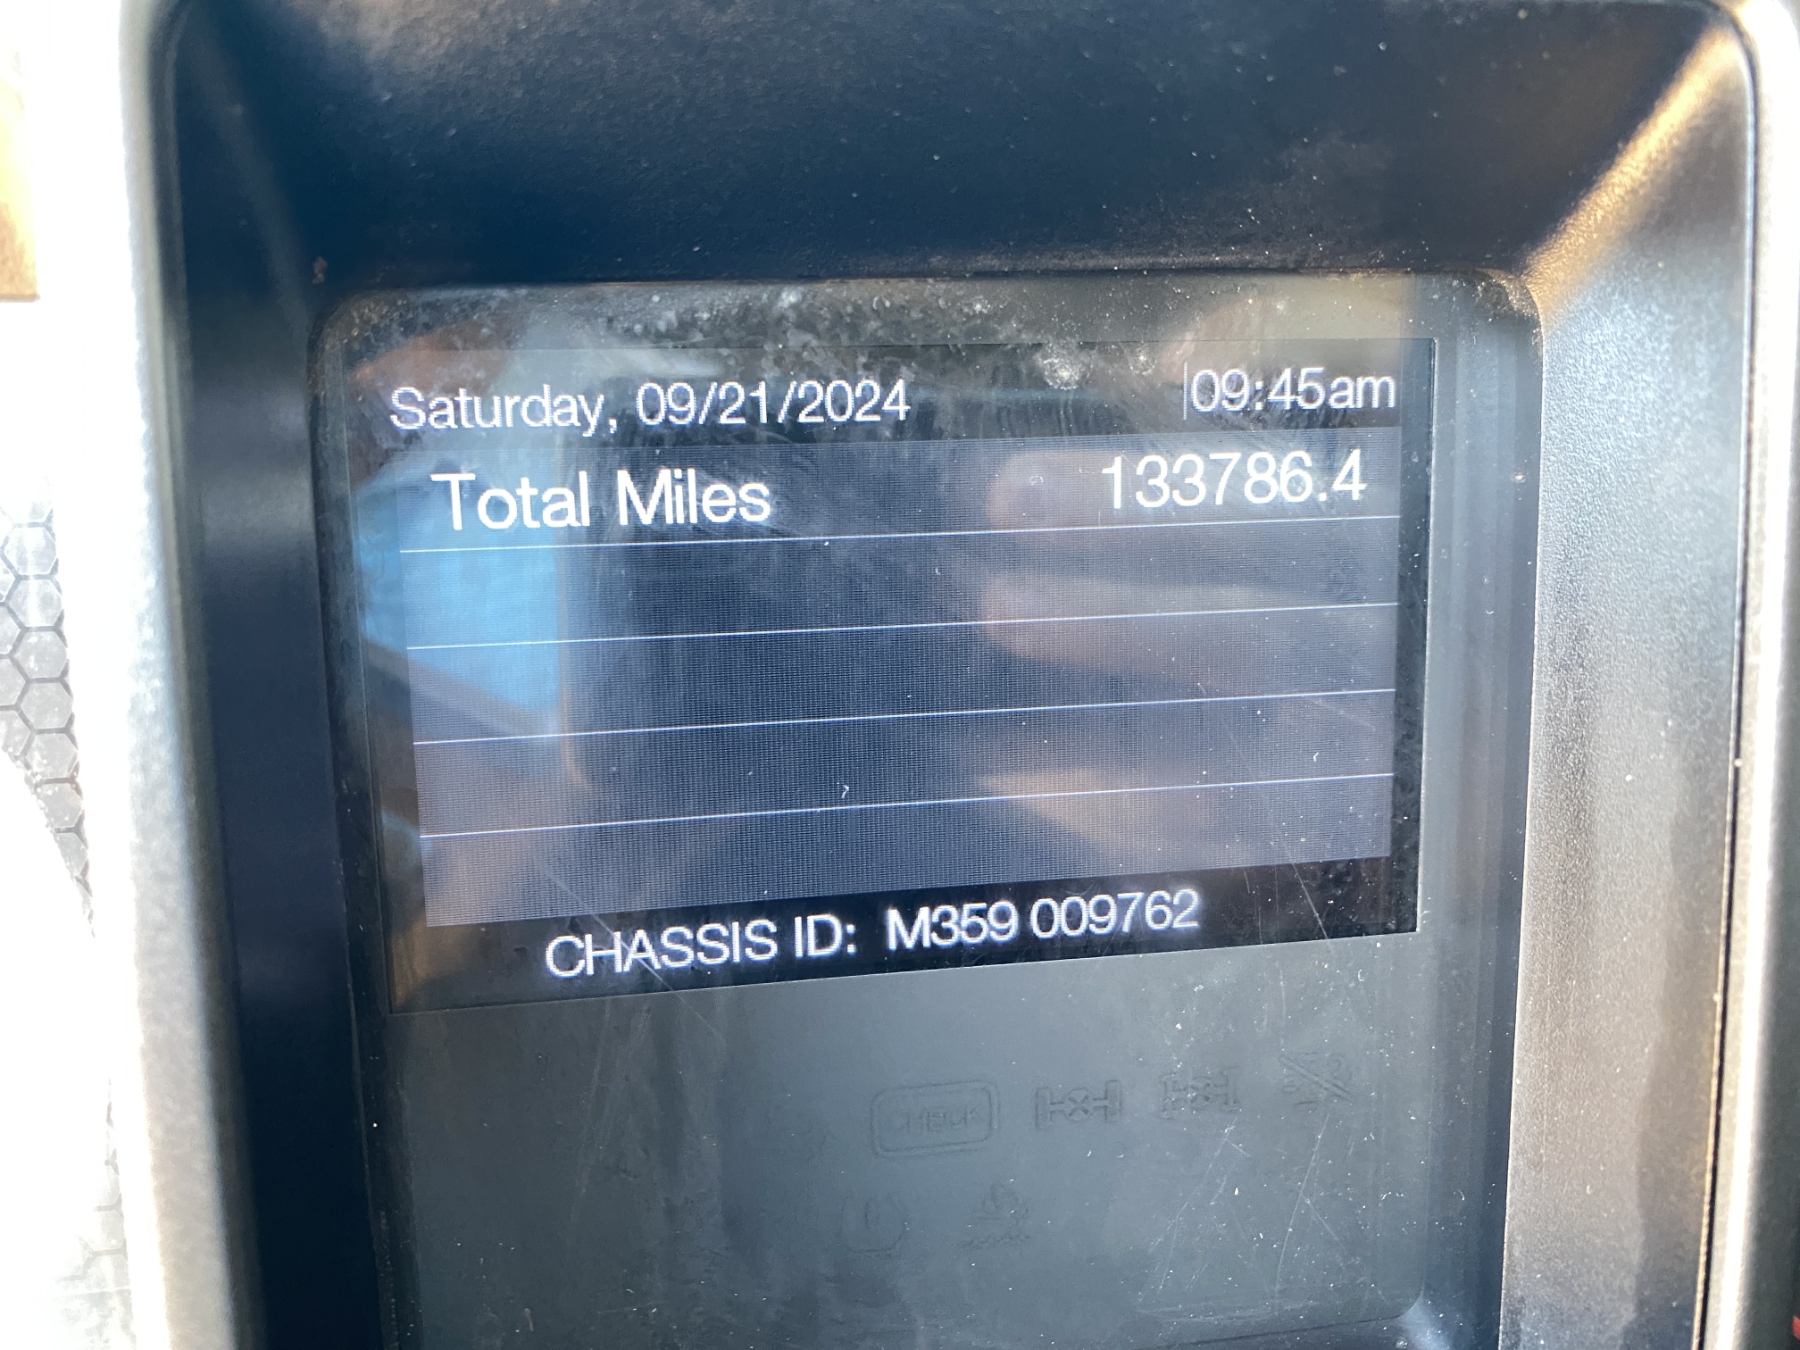 Saturday, 09/21/2024 09:45am
Total Miles 133786.4
CHASSIS ID: M359 009762
CHECK